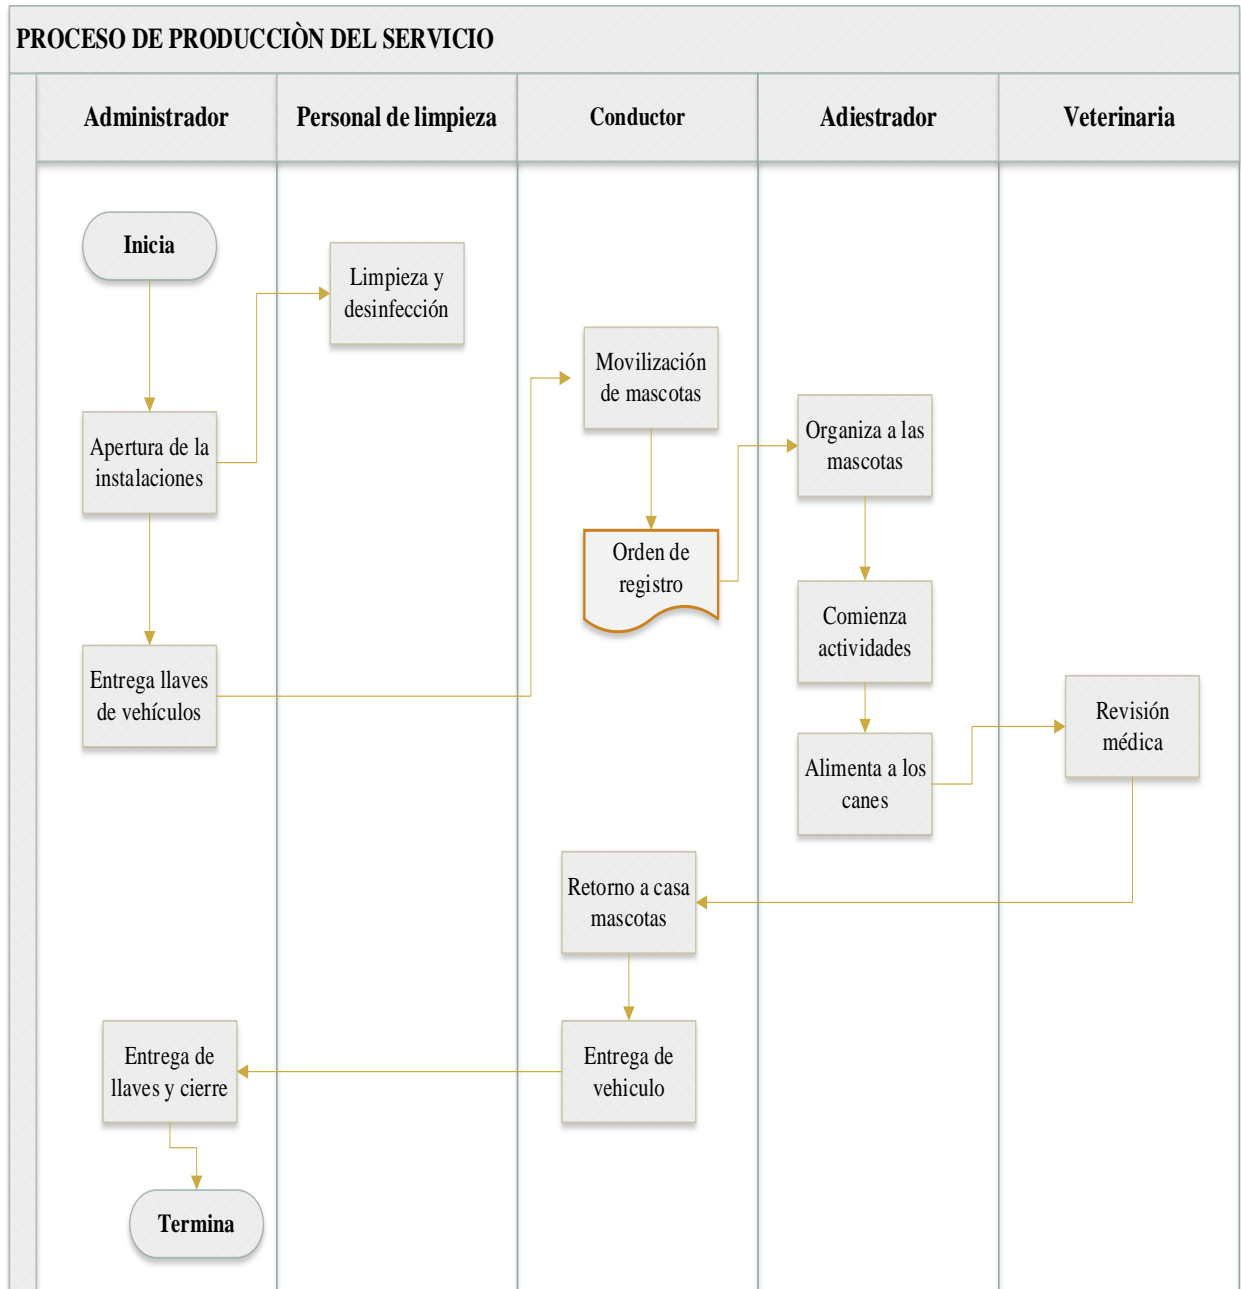 PROCESO DE PRODUCCIÒN DEL SERVICIO
Administrador
Personal de limpieza
Conductor
Adiestrador
Veterinaria
Inicia
Limpieza y
desinfección
Movilización
de mascotas
Apertura de la
instalaciones
Organiza a las
mascotas
Orden de
registro
Comienza
actividades
Entrega llaves
de vehículos
Revisión
médica
Alimenta a los
canes
Retorno a casa
mascotas
Entrega de
llaves y cierre
Entrega de
vehiculo
Termina